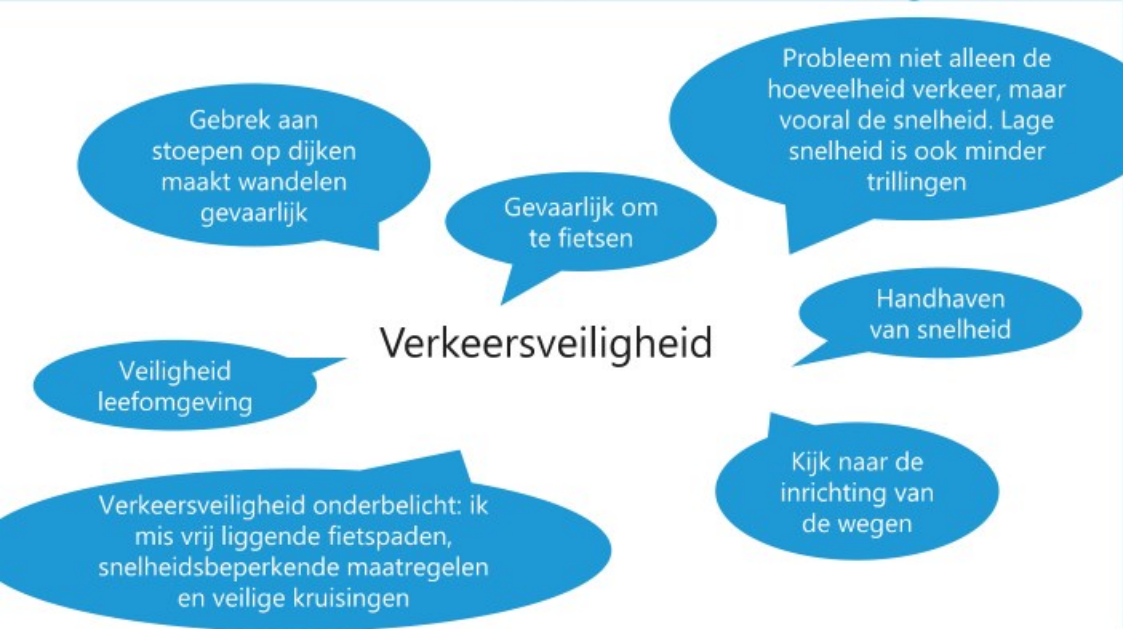 Probleem niet alleen de
hoeveelheid verkeer, maar
vooral de snelheid. Lage
snelheid is ook minder
trillingen
Gebrek aan
stoepen op dijken
maakt wandelen
gevaarlijk
Gevaarlijk om
te fietsen
Handhaven
van snelheid
Verkeersveiligheid
Veiligheid
leefomgeving
Kijk naar de
inrichting van
de wegen
Verkeersveiligheid onderbelicht: ik
mis vrij liggende fietspaden,
snelheidsbeperkende maatregelen
en veilige kruisingen